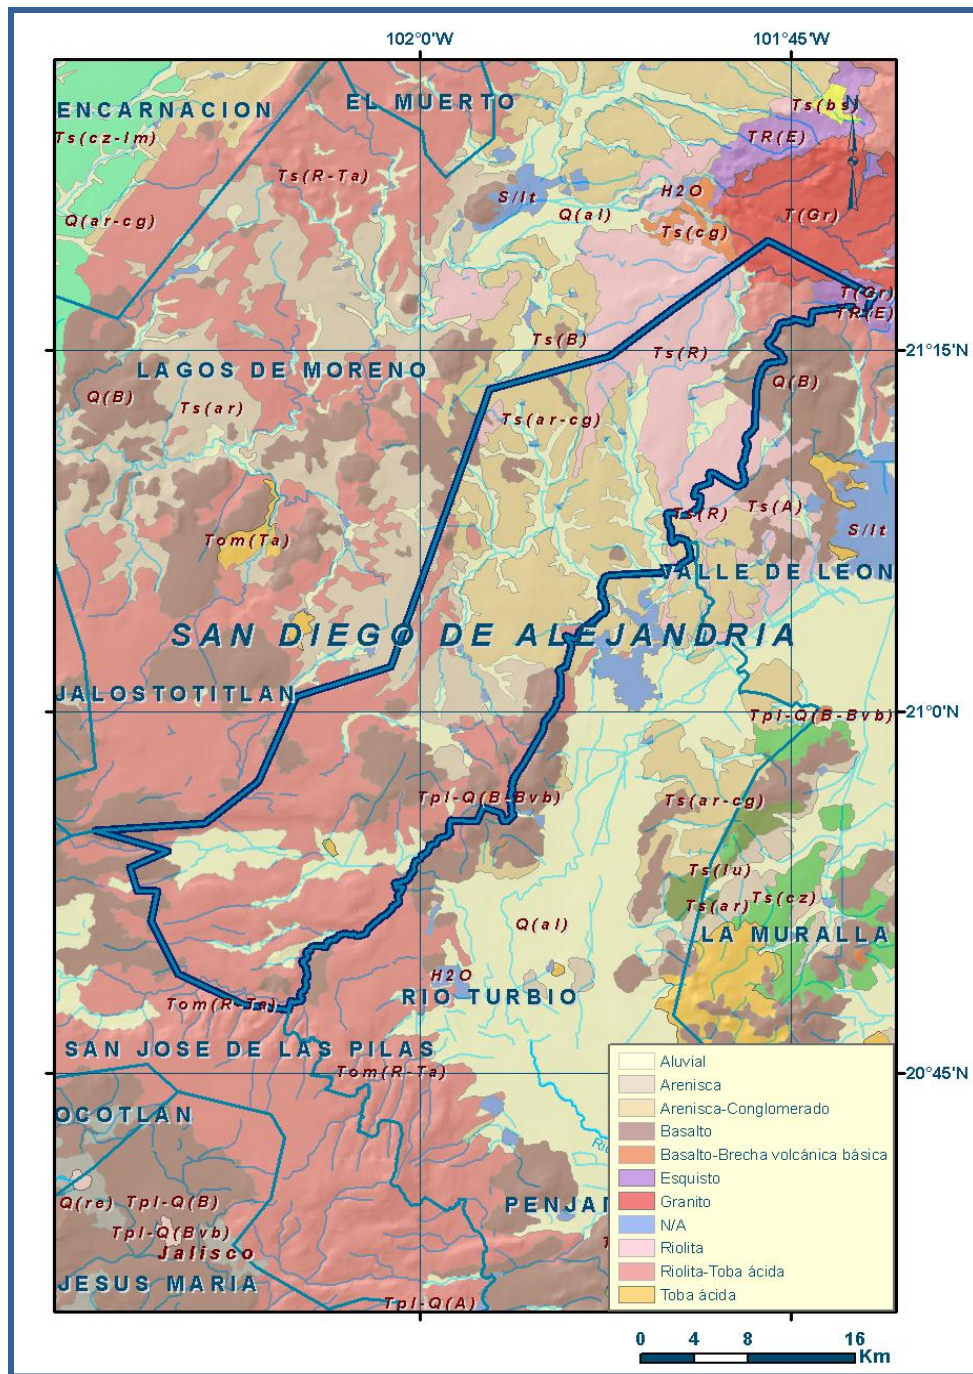 102°0'W
101°45'W
ENCARNACION
EL MUERTO
Ts(bs)
N
Ts(cz-lm)
TR(E)
Ts(R-Ta)
S/lt
H2O
Q(ar-cg)
Q(al)
T(Gr)
Ts(cg)
T(Gr)
TR(E)
Ts(B)
Ts(R)
21°15'N
LAGOS DE MORENO
Q(B)
Q(B)
Ts(ar)
Ts(ar-cg)
Ts(R)
Ts(A)
S/lt
Tom(Ta)
VALLE DE LEON
SAN DIEGO DE ALEJANDRIA
JALOSTOTITLAN
21°0'N
Tpl-Q(B-Bvb)
Tpl-Q(B-Bvb)
Ts(ar-cg)
Ts(lu)
Ts(cz)
Ts(ar)
Q(al)
LA MURALLA
H2O
RIO TURBIO
Tom(R-Ta)
SAN JOSE DE LAS PILAS
Tom(R-Ta)
20°45'N
OCOTLAN
Q(re)
Tpl-Q(B)
PENJA
Tpl-Q(Bvb)
Jalisco
JESUS MARIA
Tpl-Q(A)
Aluvial
Arenisca
Arenisca-Conglomerado
Basalto
Basalto-Brecha volcánica básica
Esquisto
Granito
N/A
Riolita
Riolita-Toba ácida
Toba ácida
0 4 8 16
Km